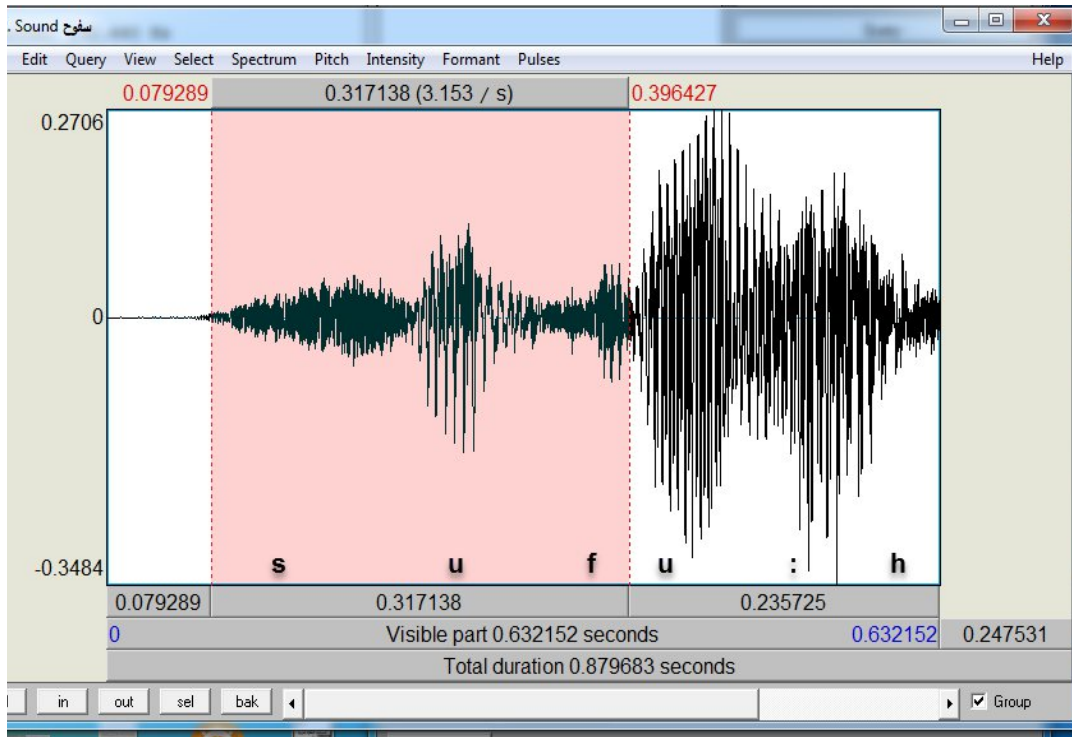 . Sound سفوح
Edit Query View Select Spectrum Pitch Intensity Formant Pulses Help
0.079289 0.317138 (3.153 / s) 0.396427
0.2706
0
-0.3484
s u f u : h
0.079289 0.317138 0.235725
0 Visible part 0.632152 seconds 0.632152 0.247531
Total duration 0.879683 seconds
in out sel bak Group